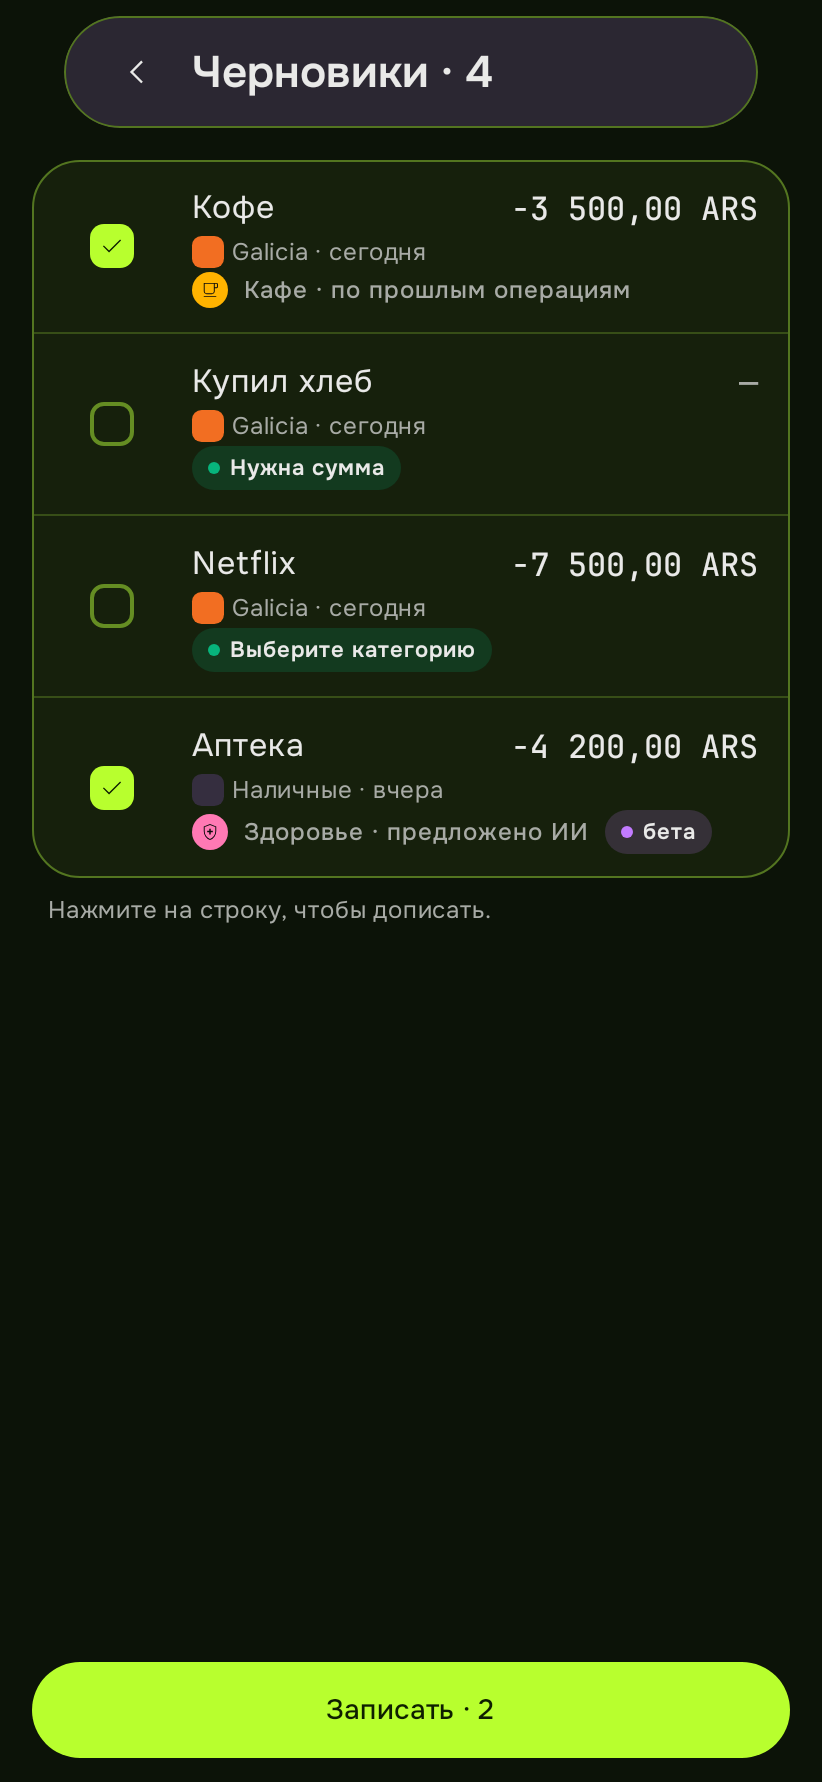 Черновики · 4
Кофе -3 500,00 ARS
Galicia · сегодня
Кафе · по прошлым операциям
Купил хлеб —
Galicia · сегодня
Нужна сумма
Netflix -7 500,00 ARS
Galicia · сегодня
Выберите категорию
Аптека -4 200,00 ARS
Наличные · вчера
Здоровье · предложено ИИ бета
Нажмите на строку, чтобы дописать.
Записать · 2